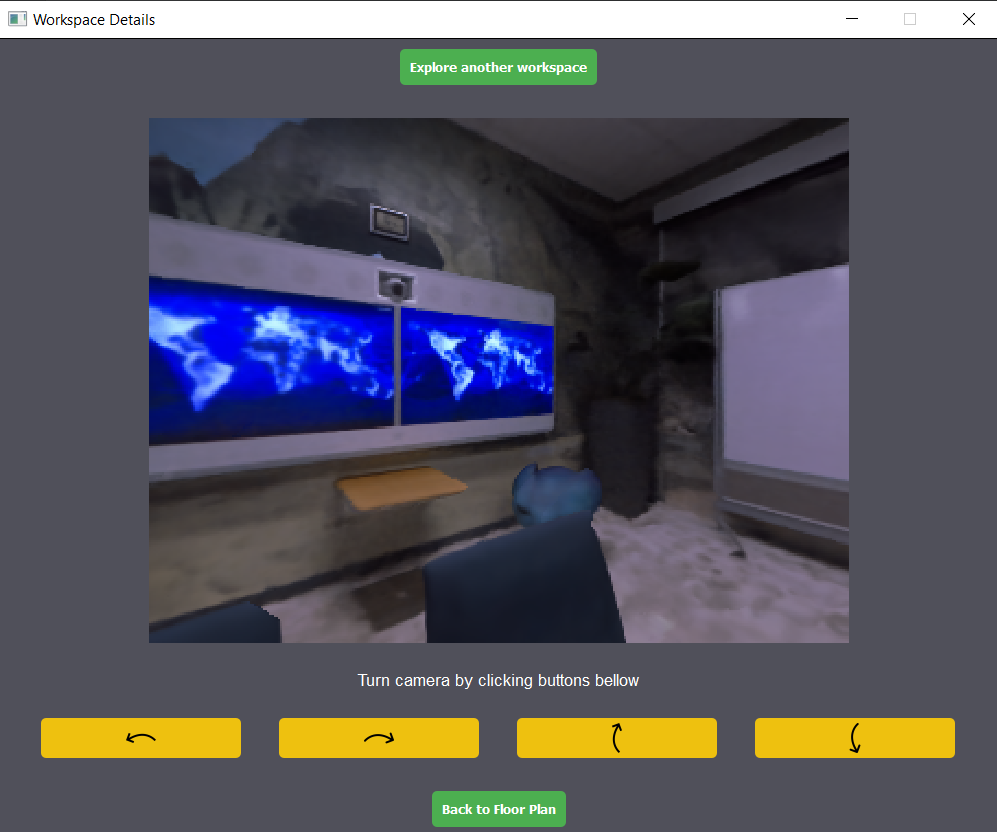 Workspace Details
Explore another workspace
Turn camera by clicking buttons bellow
Back to Floor Plan